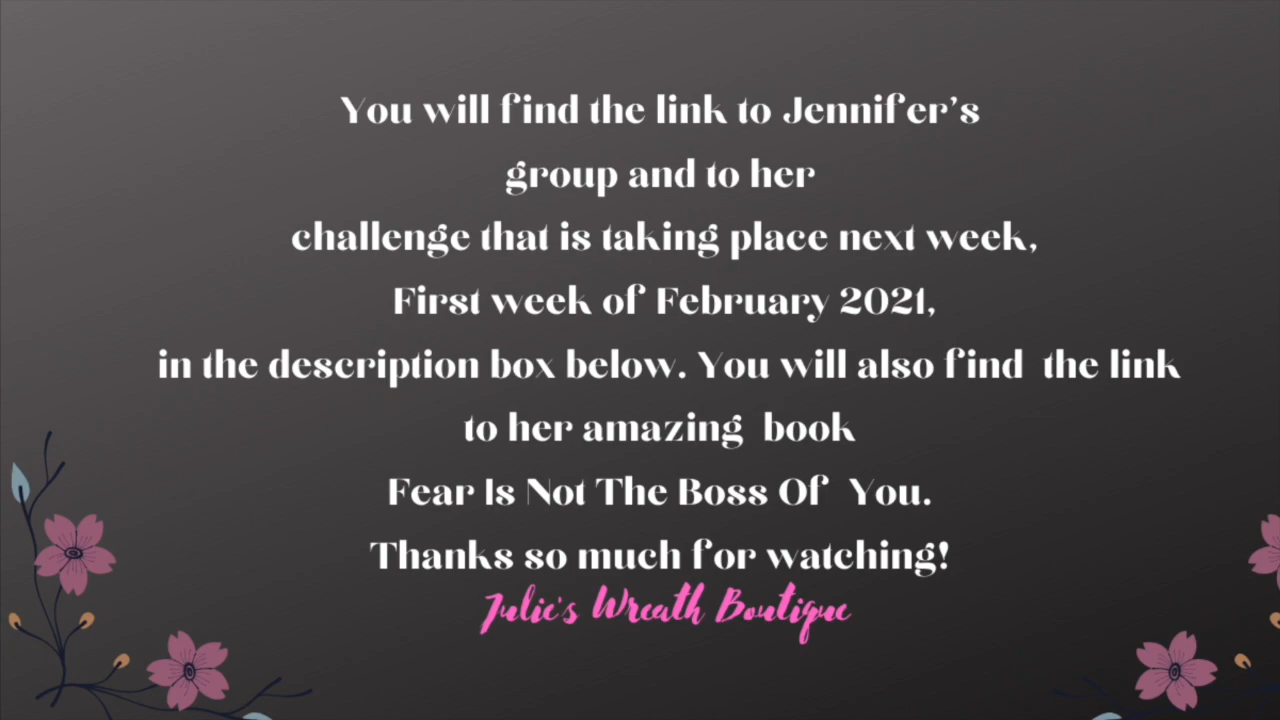 You will find the link to Jennifer's
group and to her
challenge that is taking place next week,
First week of February 2021,
in the description box below. You will also find the link
to her amazing book
Fear Is Not The Boss Of You.
Thanks so much for watching!
Julie's Wreath Boutique